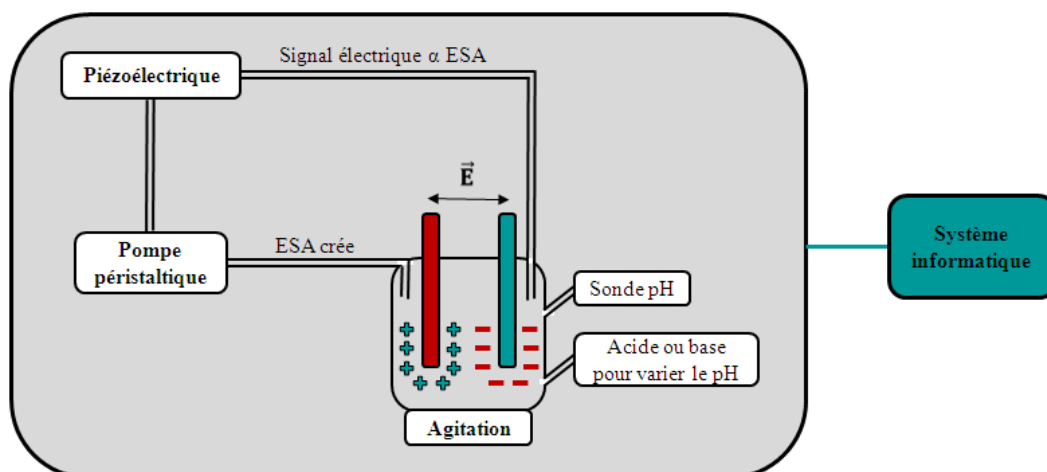 Signal électrique α ESA
Piézoélectrique
E
ESA crée
Pompe
péristaltique
Système
informatique
Sonde pH
Acide ou base
pour varier le pH
Agitation